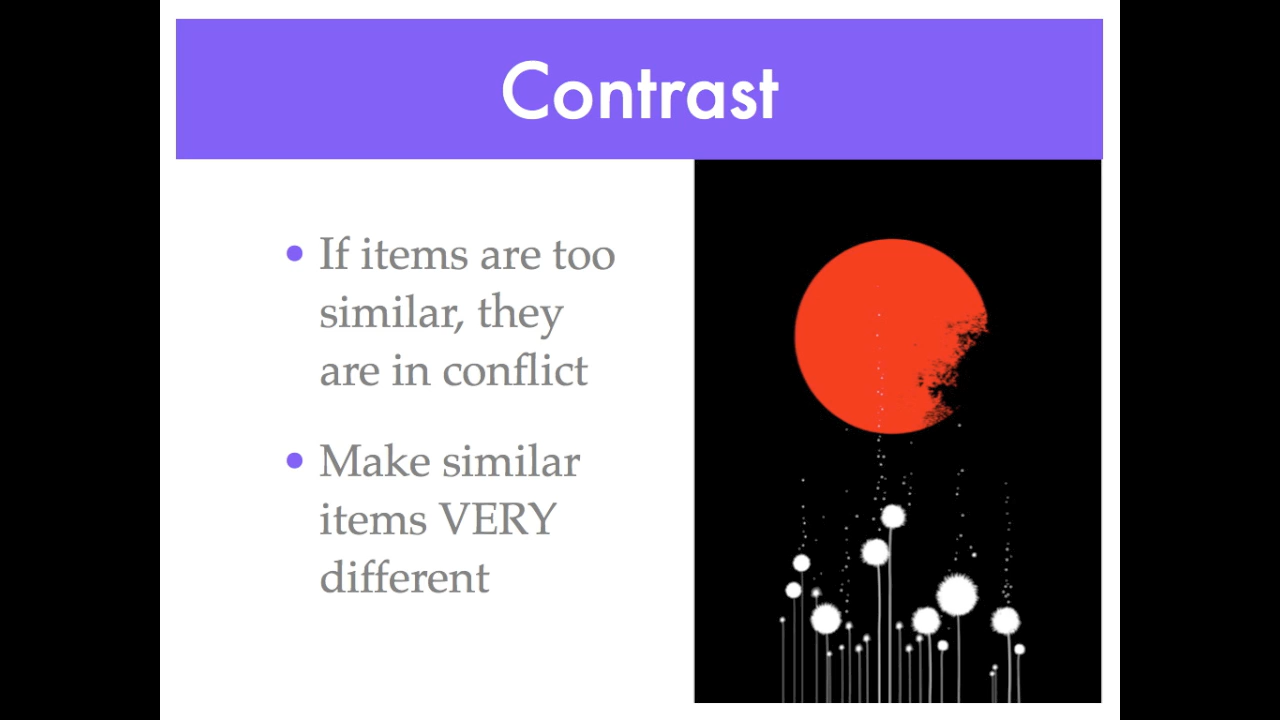 Contrast
• If items are too
similar, they
are in conflict
• Make similar
items VERY
different